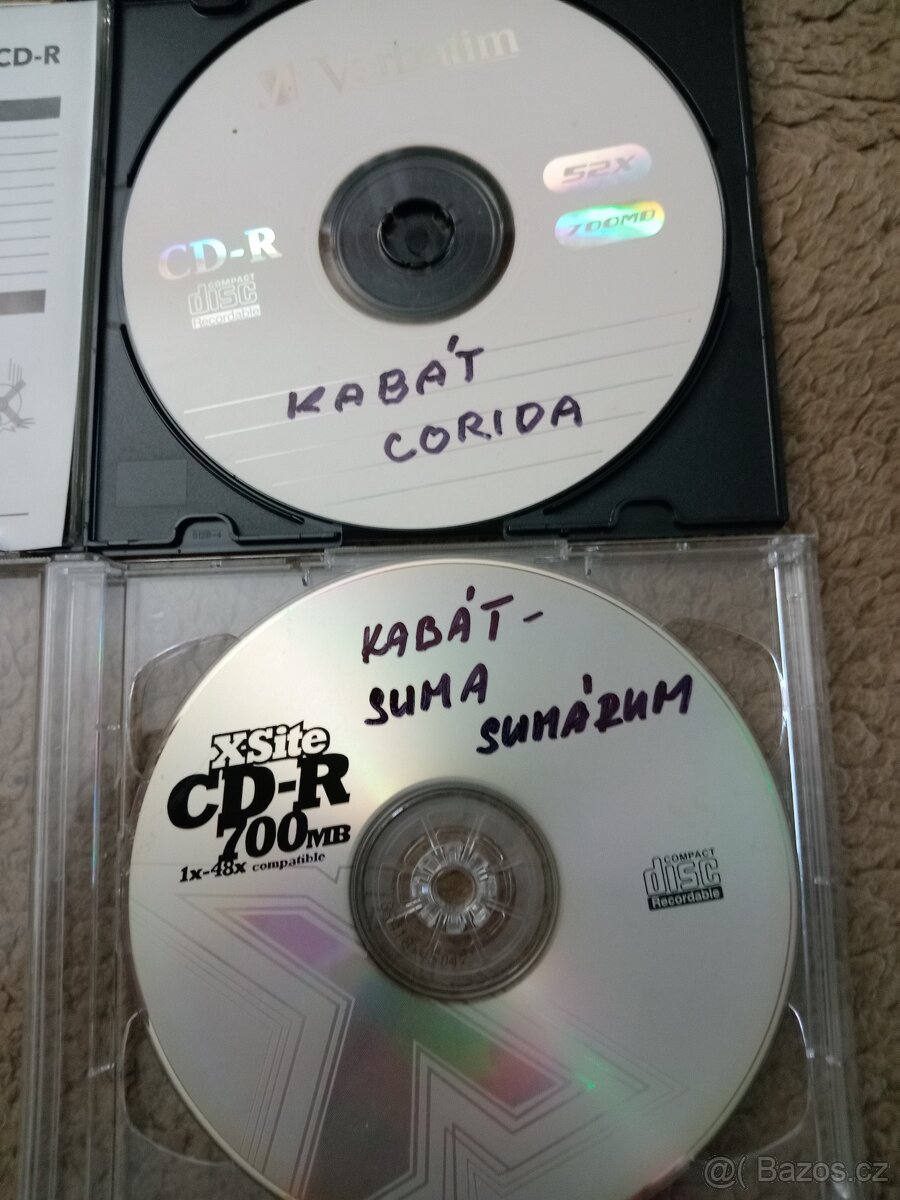 CD-R
Verbatim
52X
700MB
CD-R
COMPACT
disc
Recordable
KABÁT
CORIDA
KABÁT-
SUMA
SUMÁRUM
X-Site
CD-R
700MB
1x-48x compatible
COMPACT
disc
Recordable
@( Bazos.cz